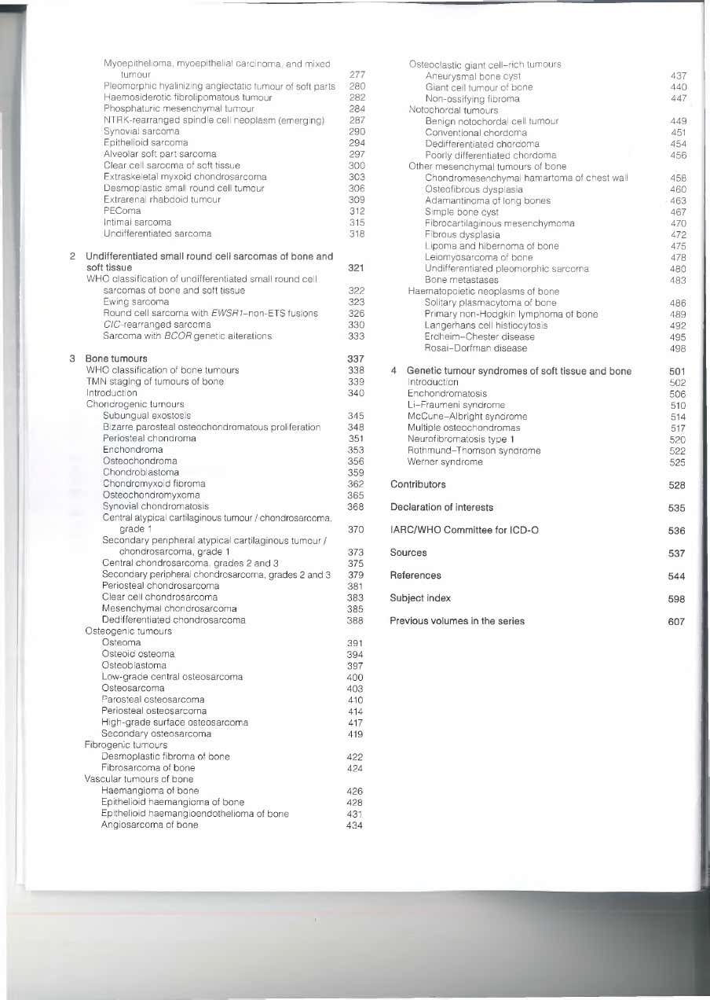 Myoepithelioma, myoepithelial carcinoma, and mixed
tumour 277
Pleomorphic hyalinizing angiectatic tumour of soft parts 280
Haemosiderotic fibrolipomatous tumour 282
Phosphaturic mesenchymal tumour 284
NTRK-rearranged spindle cell neoplasm (emerging) 287
Synovial sarcoma 290
Epithelioid sarcoma 294
Alveolar soft part sarcoma 297
Clear cell sarcoma of soft tissue 300
Extraskeletal myxoid chondrosarcoma 303
Desmoplastic small round cell tumour 306
Extrarenal rhabdoid tumour 309
PEComa 312
Intimal sarcoma 315
Undifferentiated sarcoma 318
2 Undifferentiated small round cell sarcomas of bone and
soft tissue 321
WHO classification of undifferentiated small round cell
sarcomas of bone and soft tissue 322
Ewing sarcoma 323
Round cell sarcoma with EWSR1–non-ETS fusions 326
CIC-rearranged sarcoma 330
Sarcoma with BCOR genetic alterations 333
3 Bone tumours 337
WHO classification of bone tumours 338
TMN staging of tumours of bone 339
Introduction 340
Chondrogenic tumours
Subungual exostosis 345
Bizarre parosteal osteochondromatous proliferation 348
Periosteal chondroma 351
Enchondroma 353
Osteochondroma 356
Chondroblastoma 359
Chondromyxoid fibroma 362
Osteochondromyxoma 365
Synovial chondromatosis 368
Central atypical cartilaginous tumour / chondrosarcoma,
grade 1 370
Secondary peripheral atypical cartilaginous tumour /
chondrosarcoma, grade 1 373
Central chondrosarcoma, grades 2 and 3 375
Secondary peripheral chondrosarcoma, grades 2 and 3 379
Periosteal chondrosarcoma 381
Clear cell chondrosarcoma 383
Mesenchymal chondrosarcoma 385
Dedifferentiated chondrosarcoma 388
Osteogenic tumours
Osteoma 391
Osteoid osteoma 394
Osteoblastoma 397
Low-grade central osteosarcoma 400
Osteosarcoma 403
Parosteal osteosarcoma 410
Periosteal osteosarcoma 414
High-grade surface osteosarcoma 417
Secondary osteosarcoma 419
Fibrogenic tumours
Desmoplastic fibroma of bone 422
Fibrosarcoma of bone 424
Vascular tumours of bone
Haemangioma of bone 426
Epithelioid haemangioma of bone 428
Epithelioid haemangioendothelioma of bone 431
Angiosarcoma of bone 434
Osteoclastic giant cell–rich tumours
Aneurysmal bone cyst 437
Giant cell tumour of bone 440
Non-ossifying fibroma 447
Notochordal tumours
Benign notochordal cell tumour 449
Conventional chordoma 451
Dedifferentiated chordoma 454
Poorly differentiated chordoma 456
Other mesenchymal tumours of bone
Chondromesenchymal hamartoma of chest wall 458
Osteofibrous dysplasia 460
Adamantinoma of long bones 463
Simple bone cyst 467
Fibrocartilaginous mesenchymoma 470
Fibrous dysplasia 472
Lipoma and hibernoma of bone 475
Leiomyosarcoma of bone 478
Undifferentiated pleomorphic sarcoma 480
Bone metastases 483
Haematopoietic neoplasms of bone
Solitary plasmacytoma of bone 486
Primary non-Hodgkin lymphoma of bone 489
Langerhans cell histiocytosis 492
Erdheim–Chester disease 495
Rosai–Dorfman disease 498
4 Genetic tumour syndromes of soft tissue and bone 501
Introduction 502
Enchondromatosis 506
Li–Fraumeni syndrome 510
McCune–Albright syndrome 514
Multiple osteochondromas 517
Neurofibromatosis type 1 520
Rothmund–Thomson syndrome 522
Werner syndrome 525
Contributors 528
Declaration of interests 535
IARC/WHO Committee for ICD-O 536
Sources 537
References 544
Subject index 598
Previous volumes in the series 607